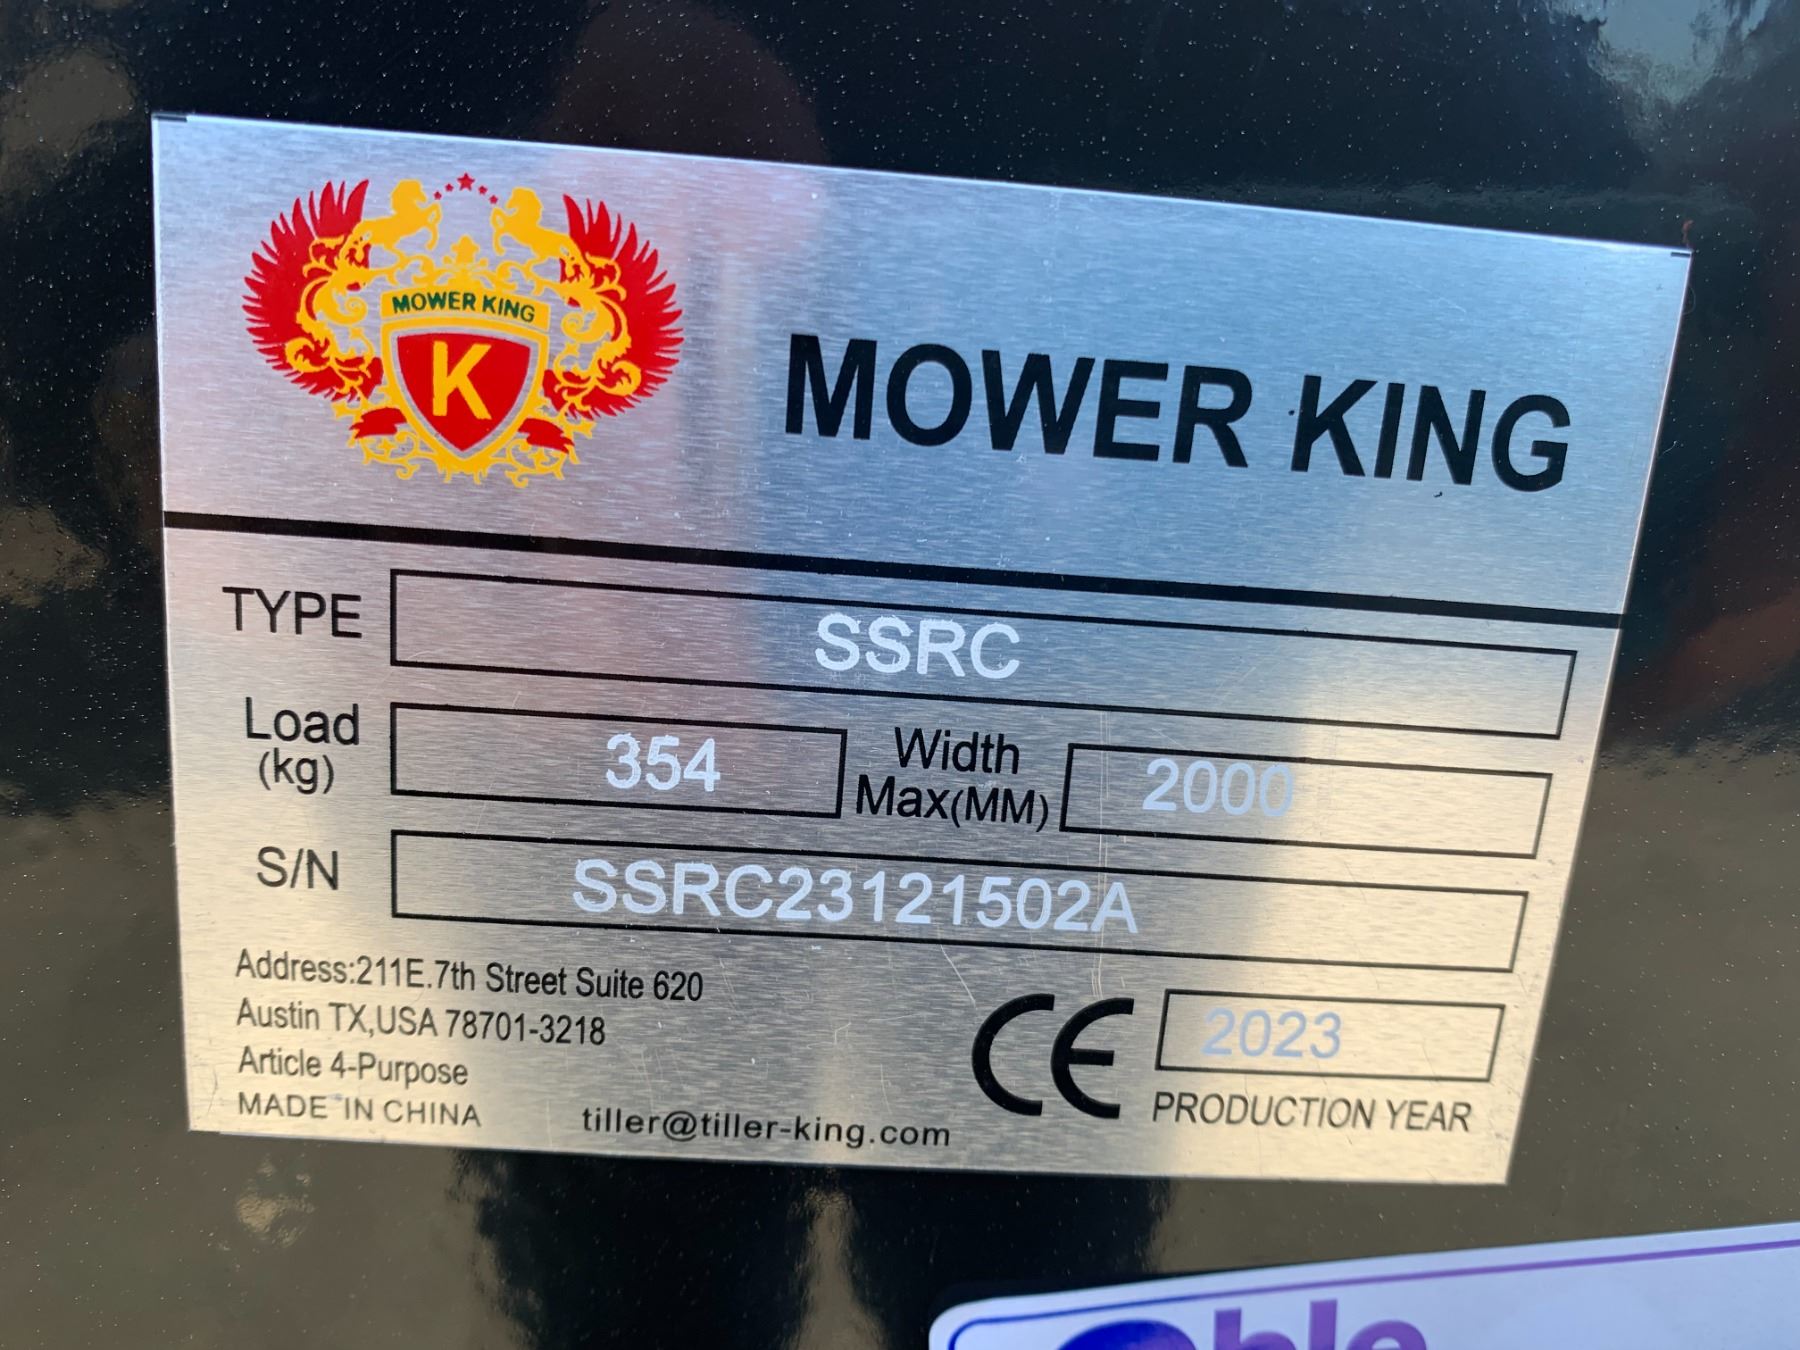 MOWER KING
K
MOWER KING
TYPE SSRC
Load (kg) 354 Width Max(MM) 2000
S/N SSRC23121502A
Address:211E.7th Street Suite 620
Austin TX,USA 78701-3218
Article 4-Purpose
MADE IN CHINA
tiller@tiller-king.com
CE
2023
PRODUCTION YEAR